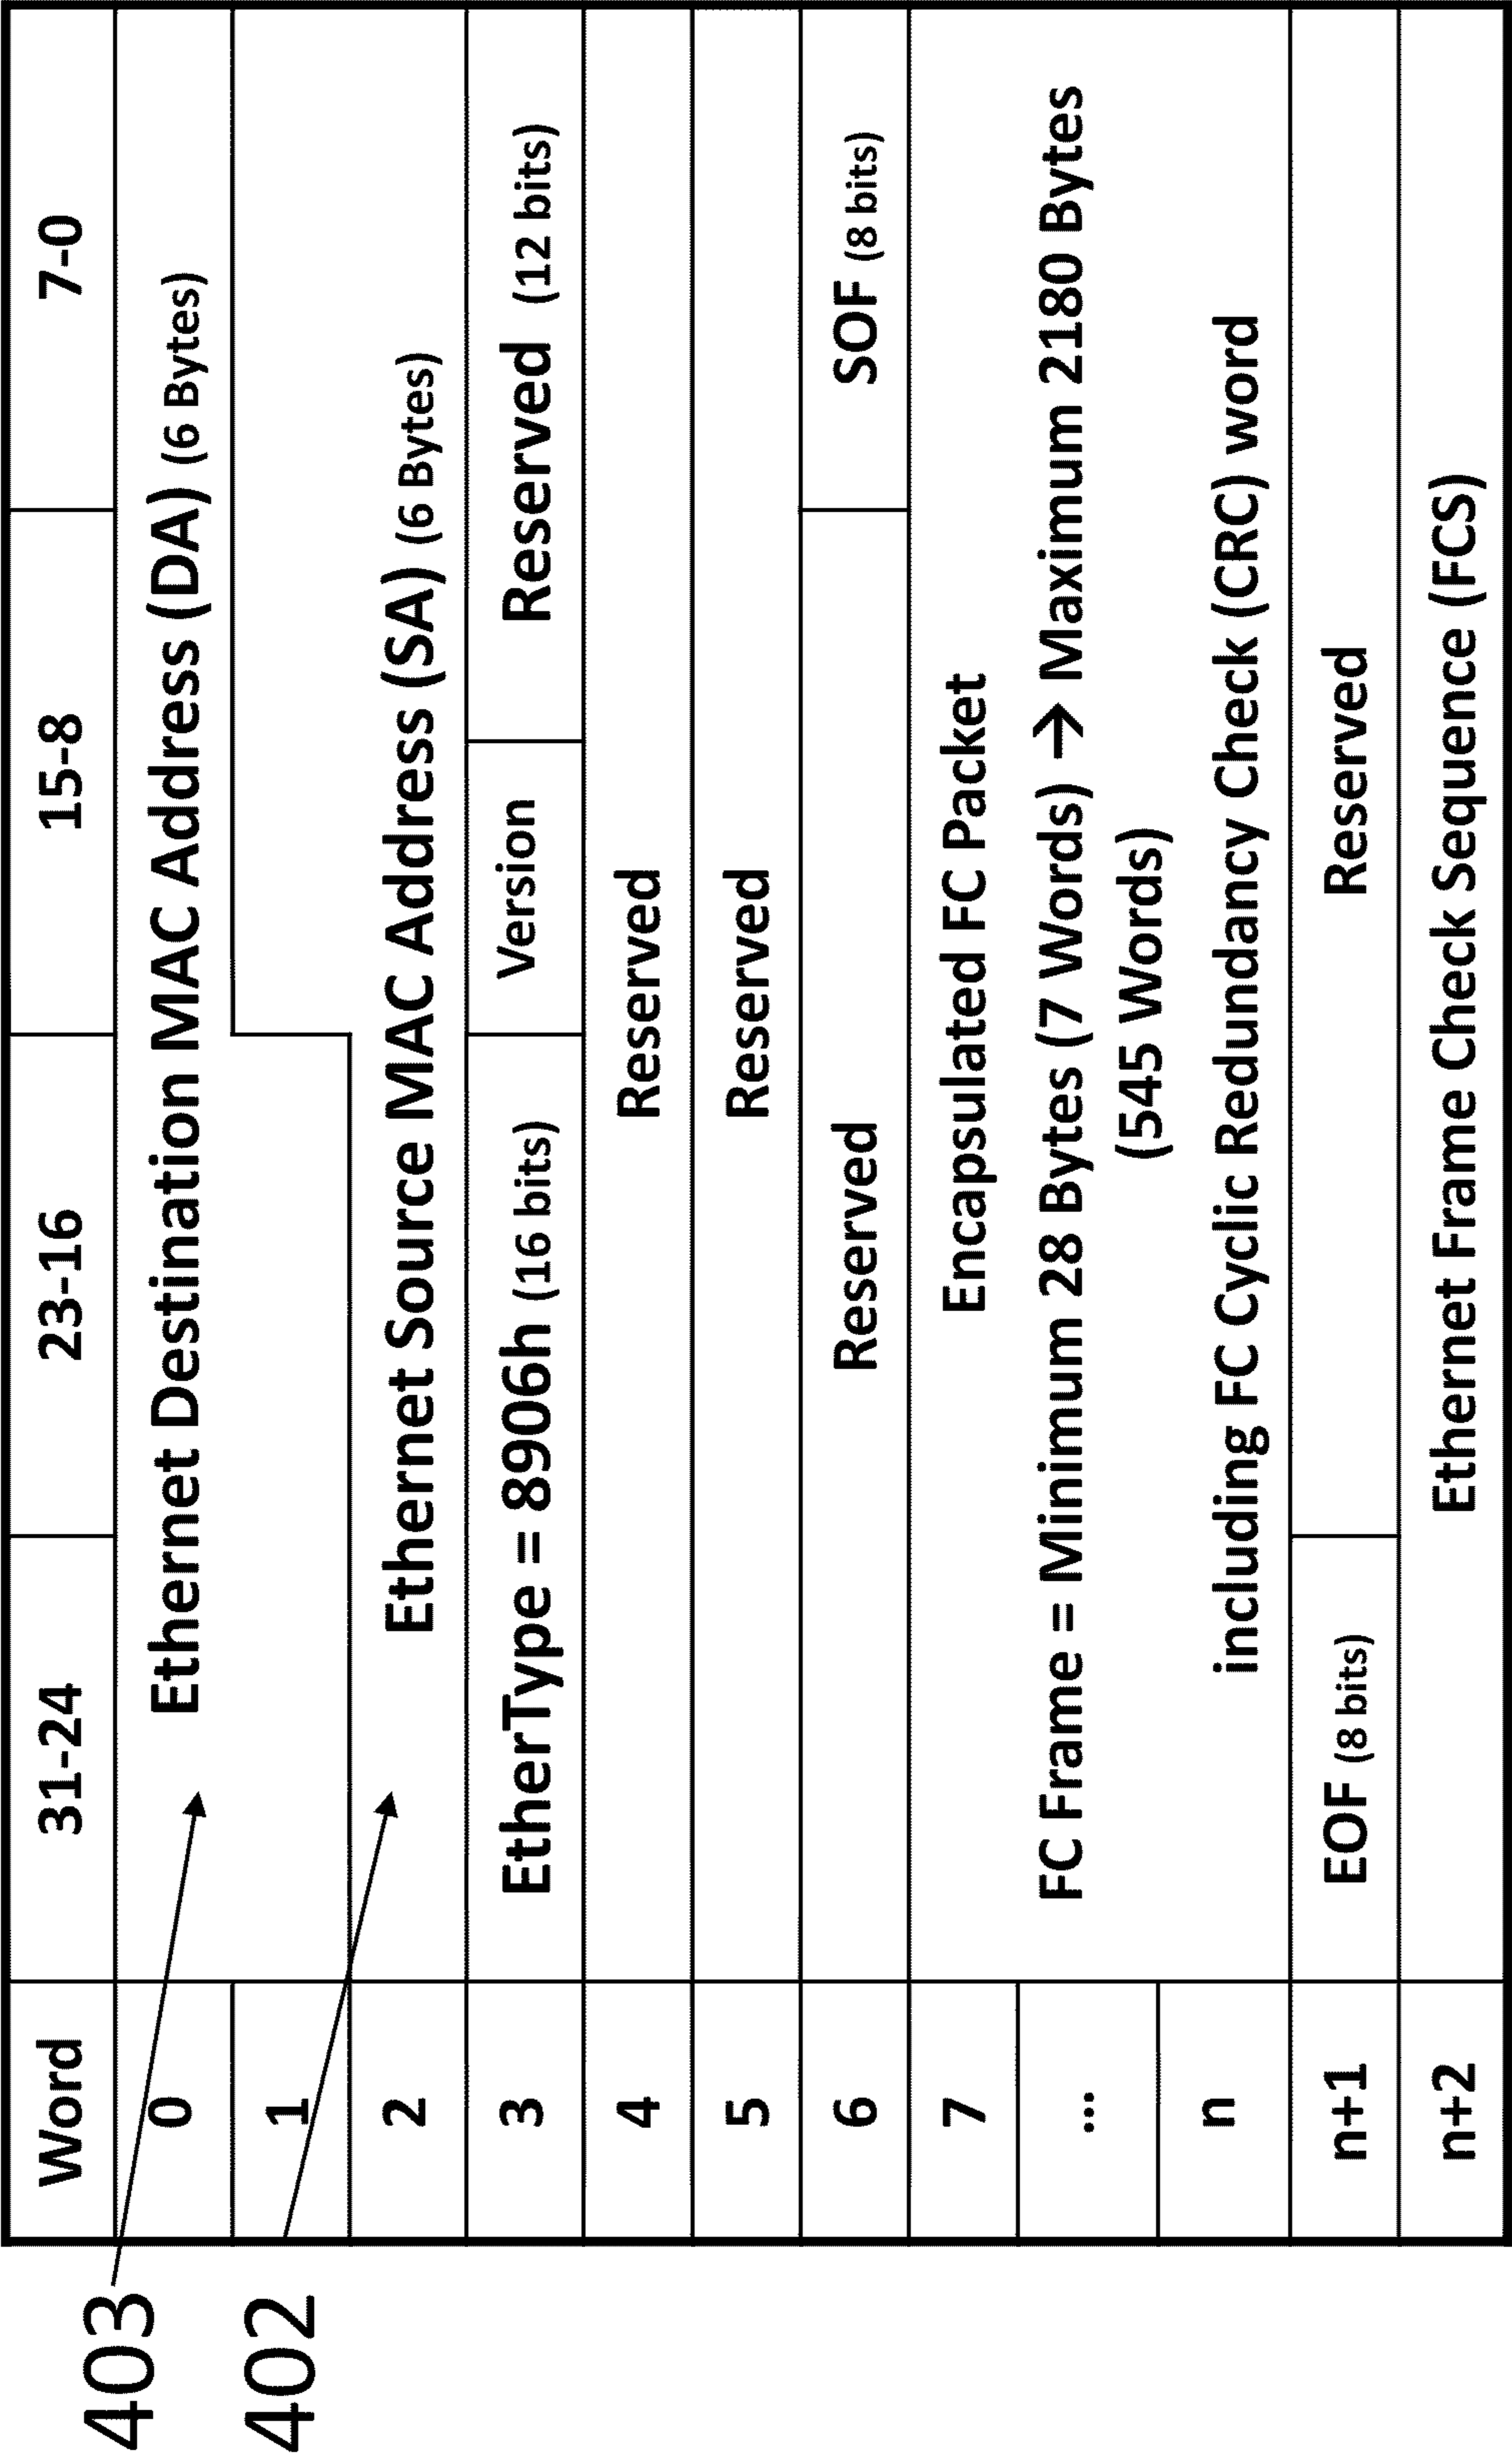 Word 31-24 23-16 15-8 7-0
0 Ethernet Destination MAC Address (DA) (6 Bytes)
1
2 Ethernet Source MAC Address (SA) (6 Bytes)
3 EtherType = 8906h (16 bits) Version Reserved (12 bits)
4 Reserved
5 Reserved
6 Reserved SOF (8 bits)
7 Encapsulated FC Packet
... FC Frame = Minimum 28 Bytes (7 Words) → Maximum 2180 Bytes
(545 Words)
n including FC Cyclic Redundancy Check (CRC) word
n+1 EOF (8 bits) Reserved
n+2 Ethernet Frame Check Sequence (FCS)
403
402